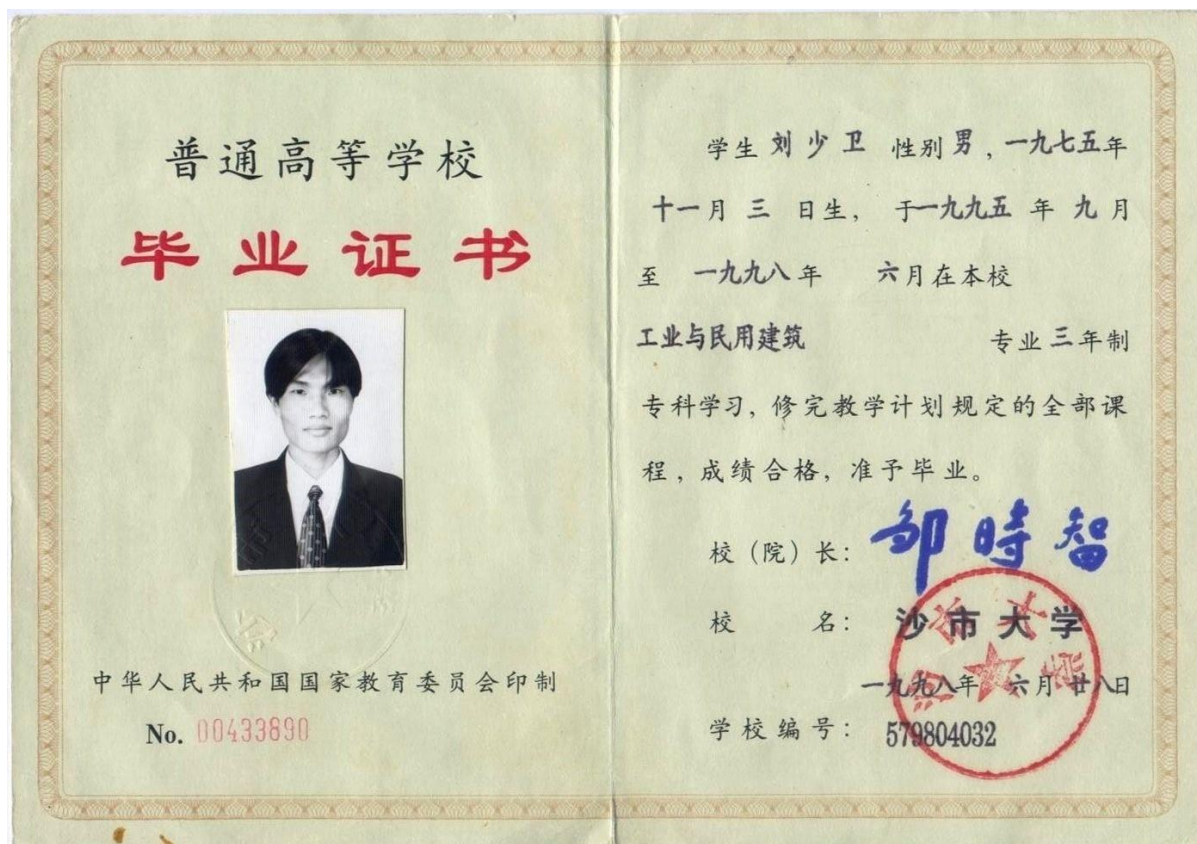 普通高等学校
毕业证书
中华人民共和国国家教育委员会印制
No. 00433890
学生 刘少卫 性别 男，一九七五年
十一月 三 日生， 于一九九五 年 九 月
至 一九九八 年 六 月在本校
工业与民用建筑 专业 三 年制
专科学习，修完教学计划规定的全部课
程，成绩合格，准予毕业。
校（院）长： 邹時智
校 名： 沙市大学
一九九八年 六月 廿八日
学校编号： 579804032